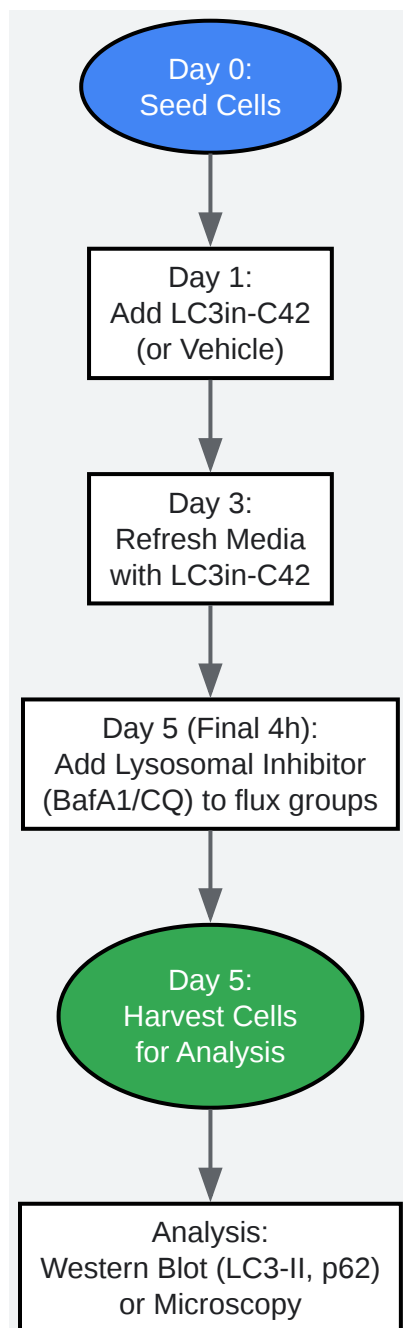 Day 0:
Seed Cells
Day 1:
Add LC3in-C42
(or Vehicle)
Day 3:
Refresh Media
with LC3in-C42
Day 5 (Final 4h):
Add Lysosomal Inhibitor
(BafA1/CQ) to flux groups
Day 5:
Harvest Cells
for Analysis
Analysis:
Western Blot (LC3-II, p62)
or Microscopy